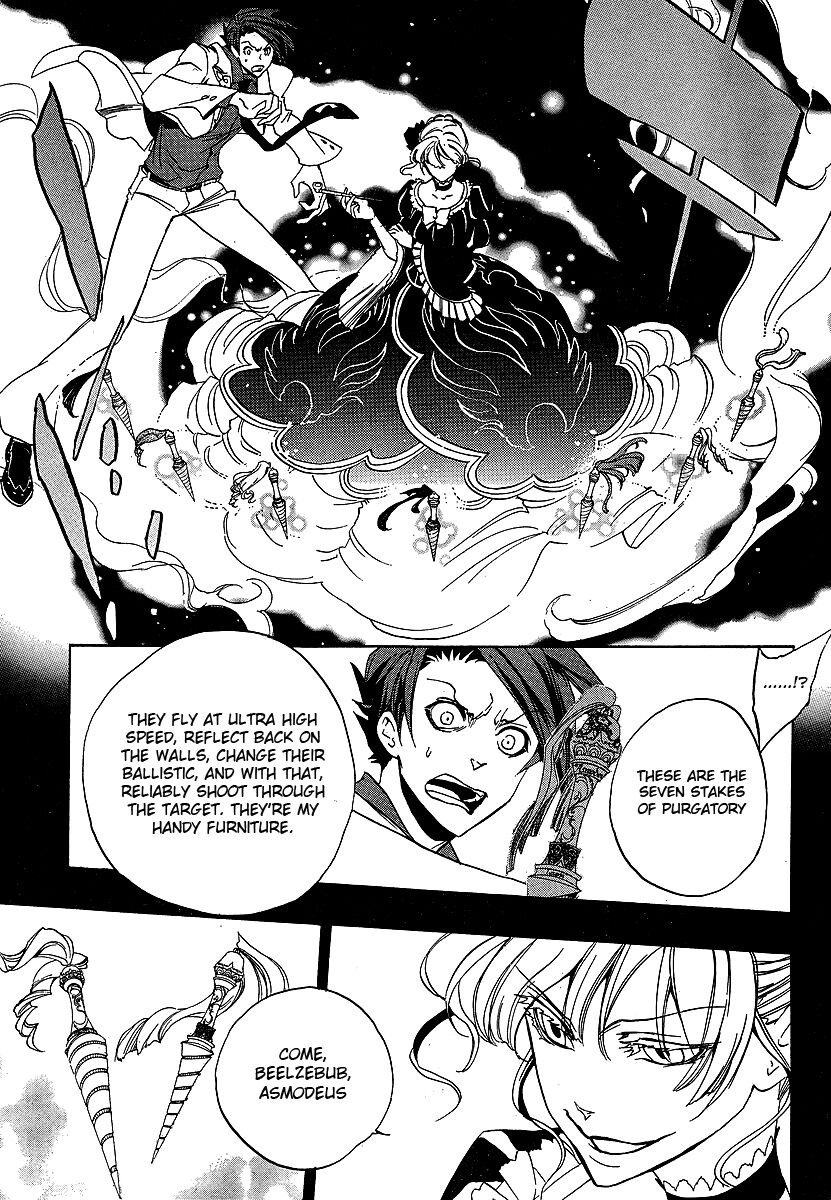 ......!?
THESE ARE THE
SEVEN STAKES
OF PURGATORY
THEY FLY AT ULTRA HIGH
SPEED, REFLECT BACK ON
THE WALLS, CHANGE THEIR
BALLISTIC, AND WITH THAT,
RELIABLY SHOOT THROUGH
THE TARGET. THEY'RE MY
HANDY FURNITURE.
COME,
BEELZEBUB,
ASMODEUS